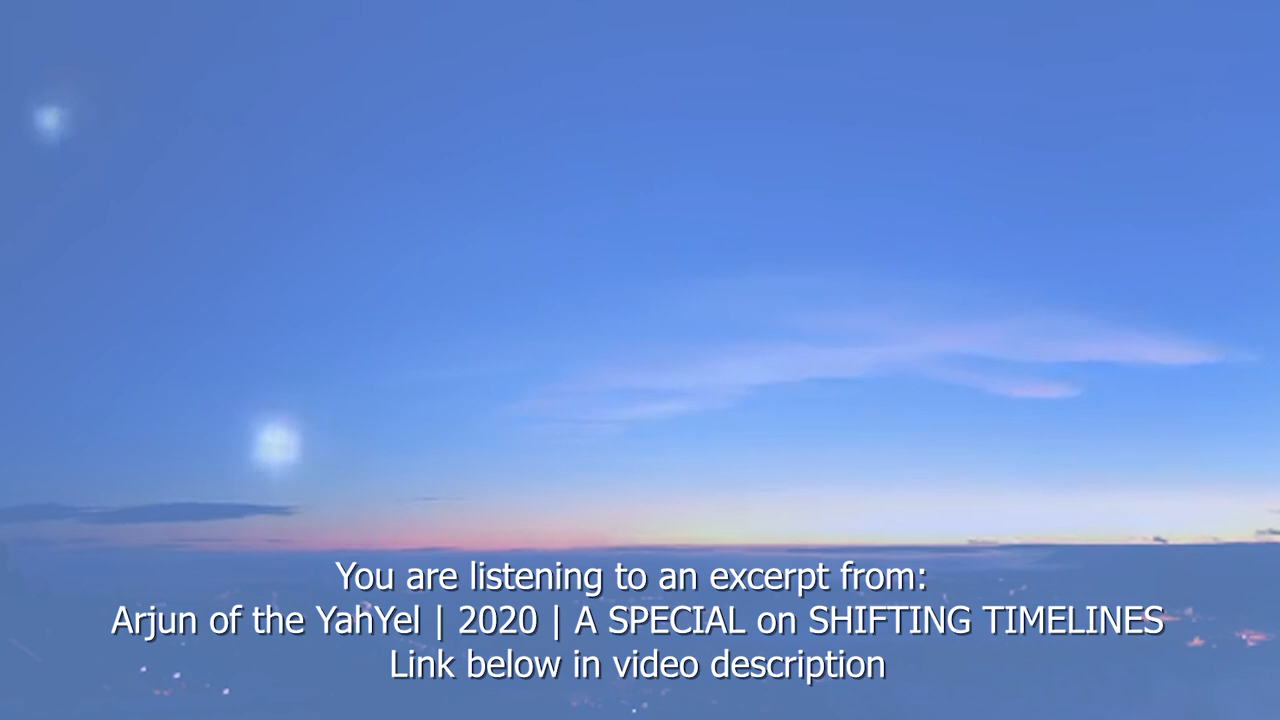 You are listening to an excerpt from:
Arjun of the YahYel | 2020 | A SPECIAL on SHIFTING TIMELINES
Link below in video description